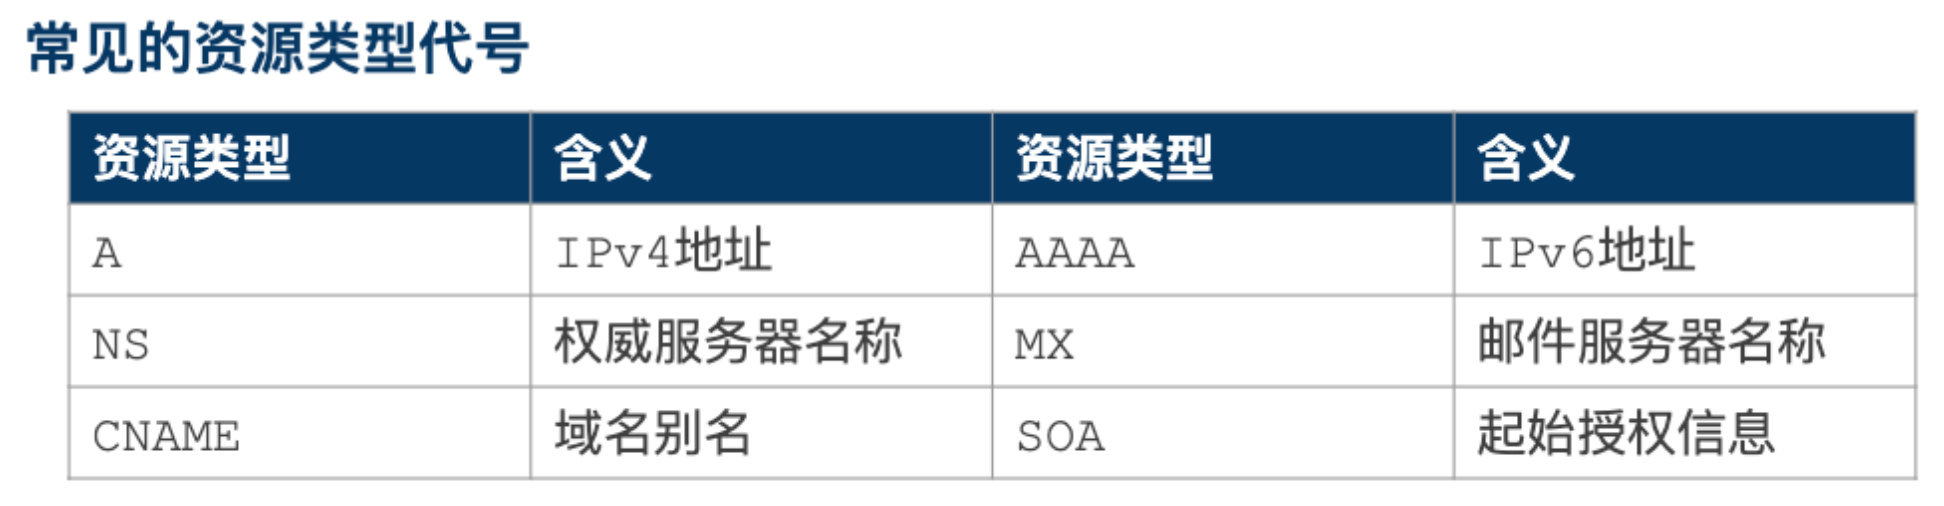 常见的资源类型代号
资源类型 含义 资源类型 含义
A IPv4地址 AAAA IPv6地址
NS 权威服务器名称 MX 邮件服务器名称
CNAME 域名别名 SOA 起始授权信息